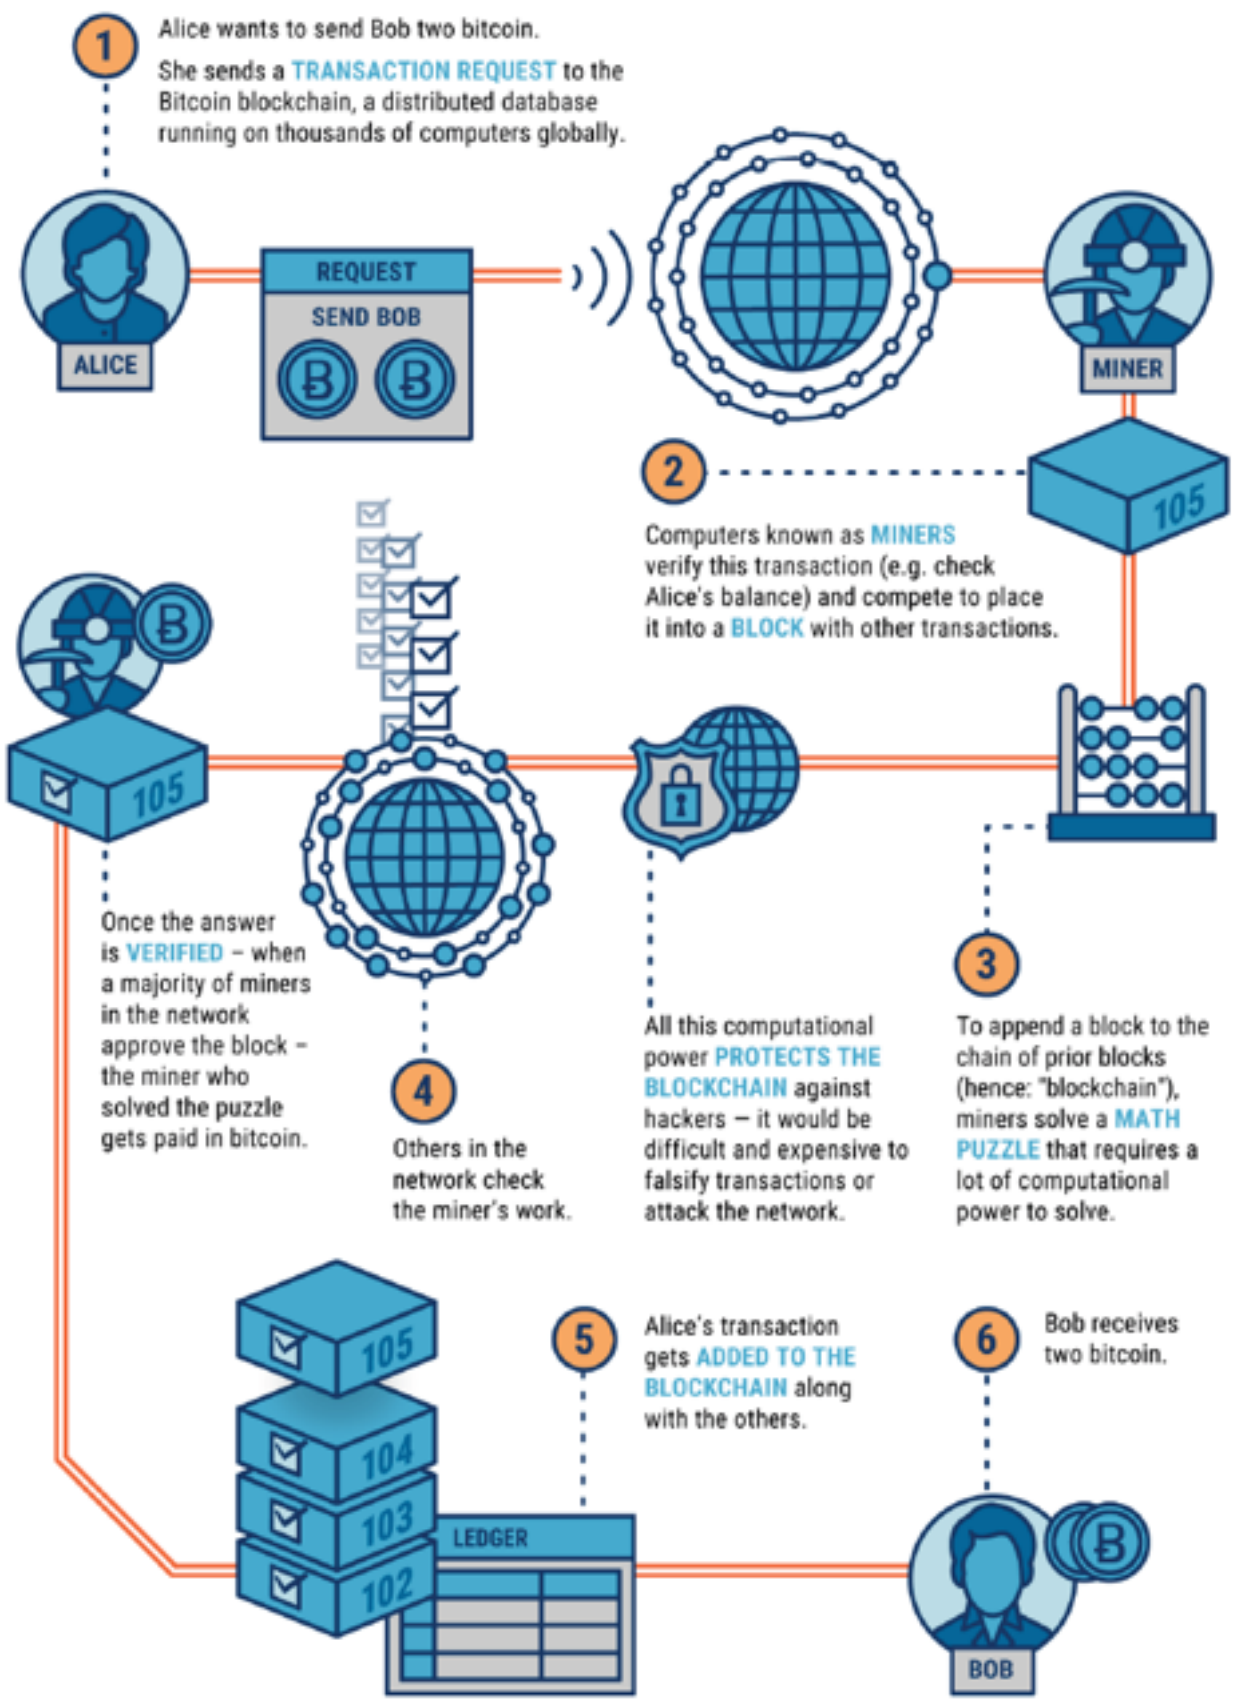 1
Alice wants to send Bob two bitcoin.
She sends a TRANSACTION REQUEST to the
Bitcoin blockchain, a distributed database
running on thousands of computers globally.
ALICE
REQUEST
SEND BOB
MINER
105
2
Computers known as MINERS
verify this transaction (e.g. check
Alice's balance) and compete to place
it into a BLOCK with other transactions.
3
To append a block to the
chain of prior blocks
(hence: "blockchain"),
miners solve a MATH
PUZZLE that requires a
lot of computational
power to solve.
All this computational
power PROTECTS THE
BLOCKCHAIN against
hackers – it would be
difficult and expensive to
falsify transactions or
attack the network.
4
Others in the
network check
the miner's work.
105
Once the answer
is VERIFIED – when
a majority of miners
in the network
approve the block –
the miner who
solved the puzzle
gets paid in bitcoin.
105
104
103
102
LEDGER
5
Alice's transaction
gets ADDED TO THE
BLOCKCHAIN along
with the others.
6
Bob receives
two bitcoin.
BOB